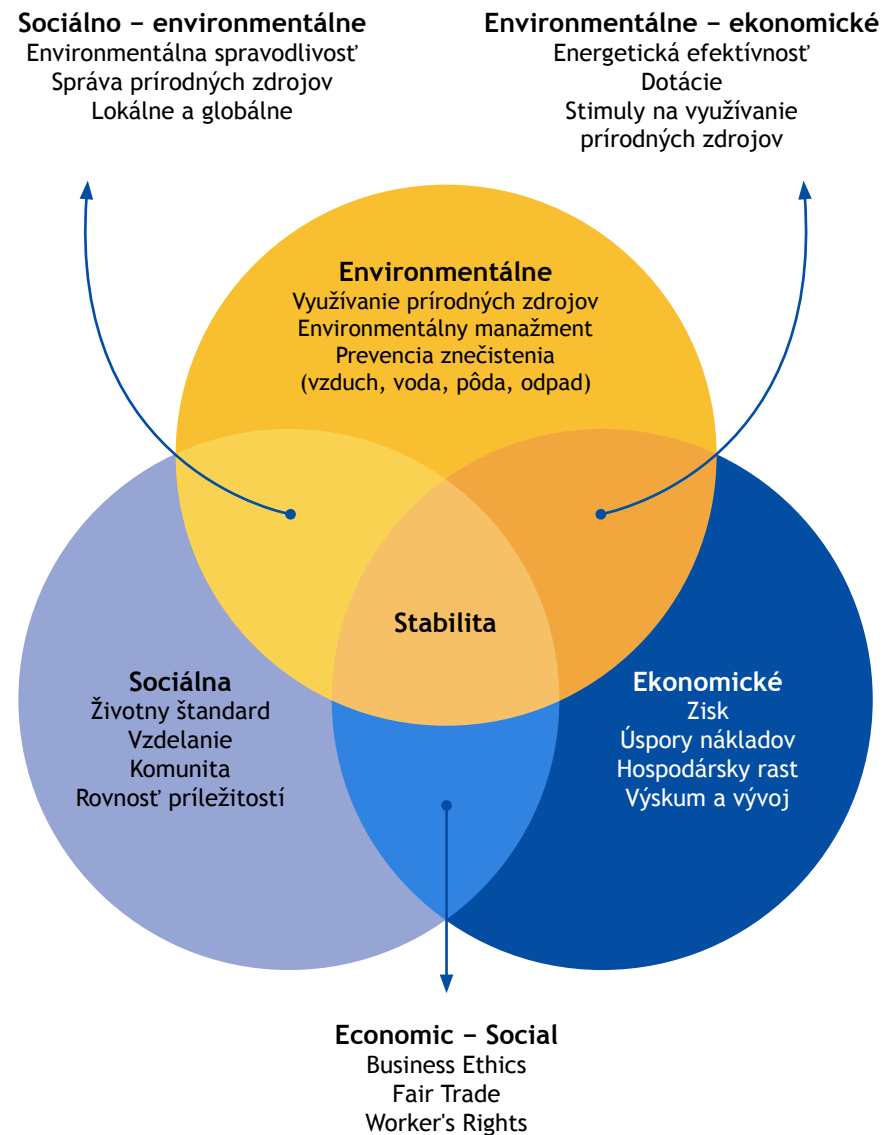 Sociálno – environmentálne
Environmentálna spravodlivosť
Správa prírodných zdrojov
Lokálne a globálne
Environmentálne – ekonomické
Energetická efektívnosť
Dotácie
Stimuly na využívanie
prírodných zdrojov
Environmentálne
Využívanie prírodných zdrojov
Environmentálny manažment
Prevencia znečistenia
(vzduch, voda, pôda, odpad)
Stabilita
Sociálna
Životny štandard
Vzdelanie
Komunita
Rovnosť príležitostí
Ekonomické
Zisk
Úspory nákladov
Hospodársky rast
Výskum a vývoj
Economic – Social
Business Ethics
Fair Trade
Worker's Rights